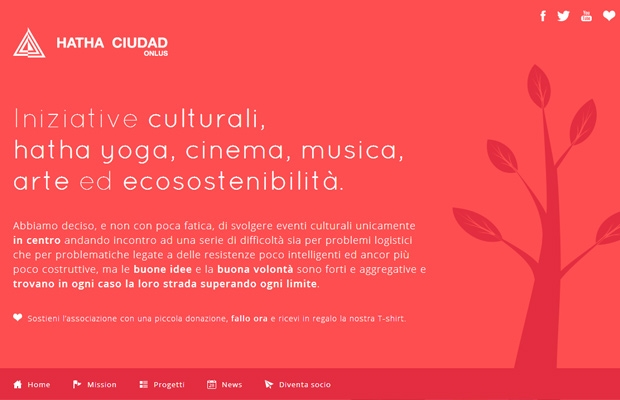 HATHA CIUDAD
ONLUS
Iniziative culturali,
hatha yoga, cinema, musica,
arte ed ecosostenibilità.
Abbiamo deciso, e non con poca fatica, di svolgere eventi culturali unicamente
in centro andando incontro ad una serie di difficoltà sia per problemi logistici
che per problematiche legate a delle resistenze poco intelligenti ed ancor più
poco costruttive, ma le buone idee e la buona volontà sono forti e aggregative e
trovano in ogni caso la loro strada superando ogni limite.
Sostieni l'associazione con una piccola donazione, fallo ora e ricevi in regalo la nostra T-shirt.
Home Mission Progetti News Diventa socio